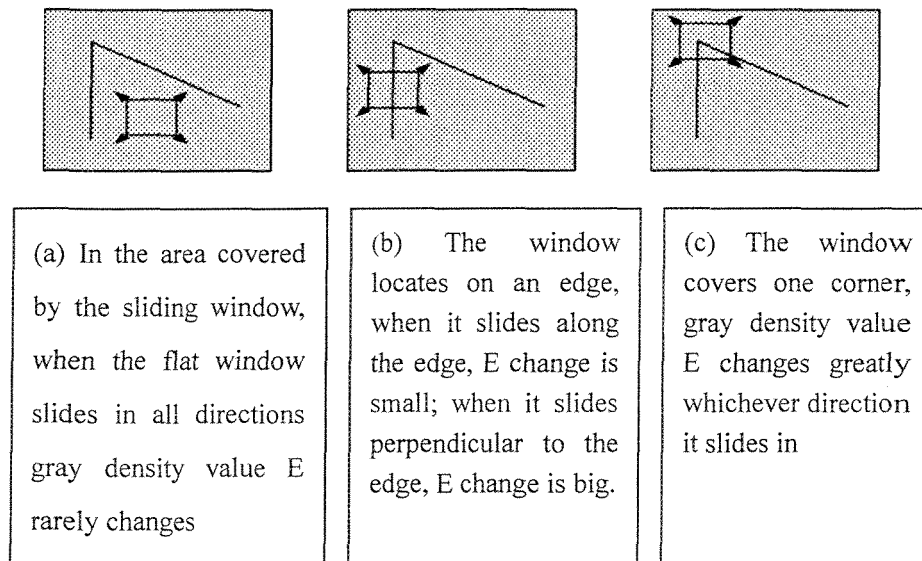 (a) In the area covered
by the sliding window,
when the flat window
slides in all directions
gray density value E
rarely changes
(b) The window
locates on an edge,
when it slides along
the edge, E change is
small; when it slides
perpendicular to the
edge, E change is big.
(c) The window
covers one corner,
gray density value
E changes greatly
whichever direction
it slides in